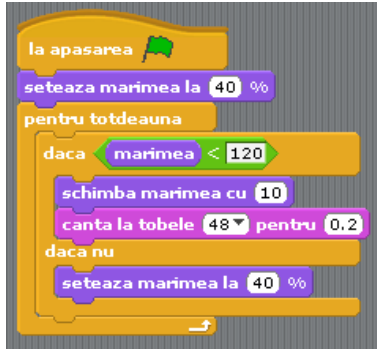 la apasarea
seteaza marimea la 40 %
pentru totdeauna
daca marimea < 120
schimba marimea cu 10
canta la tobele 48 pentru 0.2
daca nu
seteaza marimea la 40 %